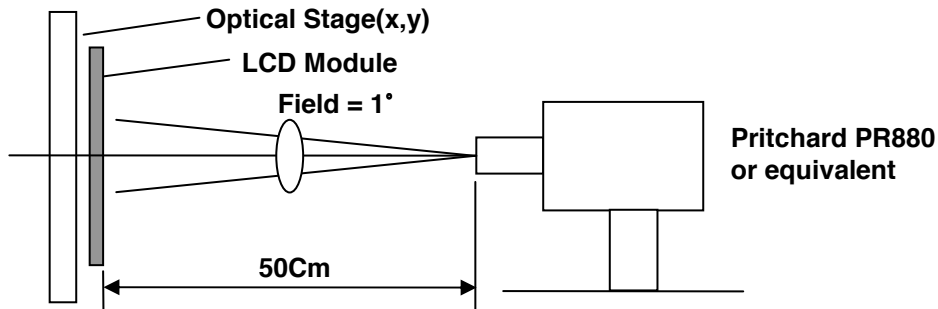 Optical Stage(x,y)
LCD Module
Field = 1°
Pritchard PR880
or equivalent
50Cm